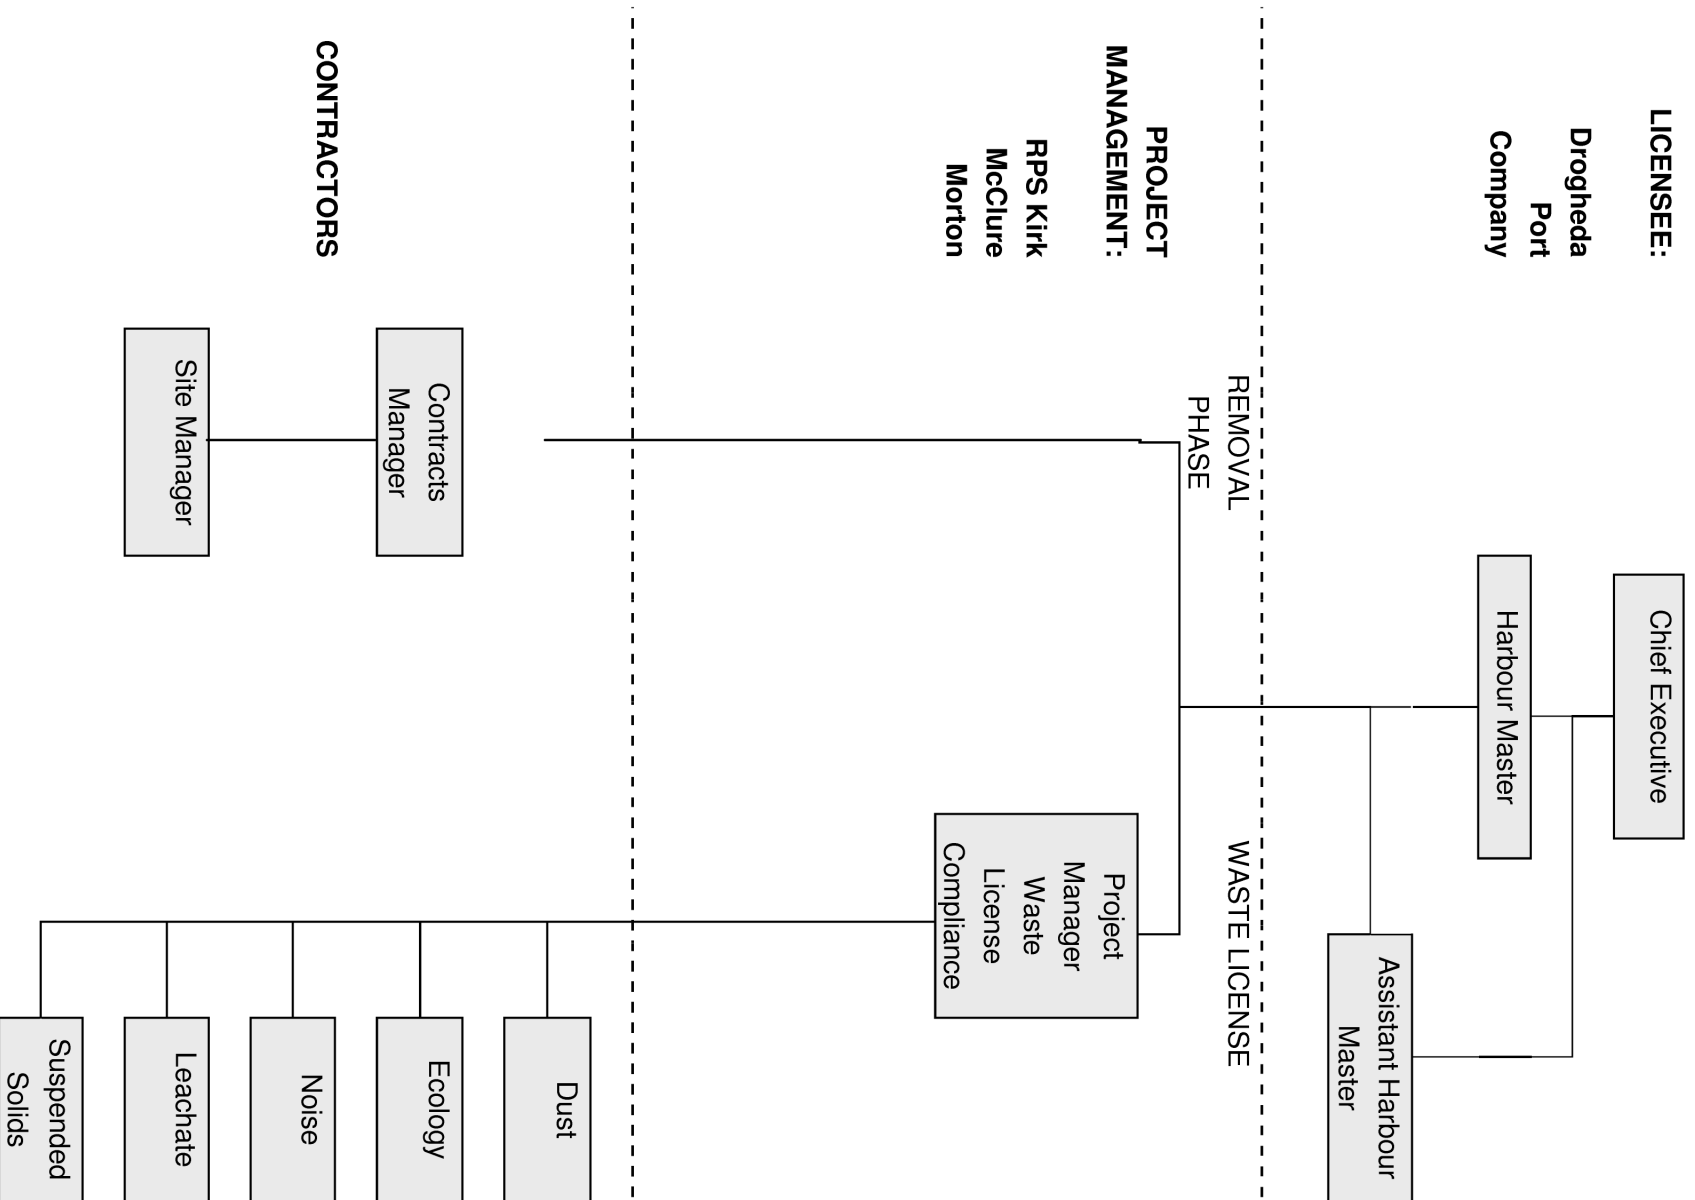 LICENSEE:
Drogheda
Port
Company
Chief Executive
Harbour Master
Assistant Harbour
Master
PROJECT
MANAGEMENT:
RPS Kirk
McClure
Morton
REMOVAL
PHASE
WASTE LICENSE
Project
Manager
Waste
License
Compliance
CONTRACTORS
Contracts
Manager
Site Manager
Dust
Ecology
Noise
Leachate
Suspended
Solids